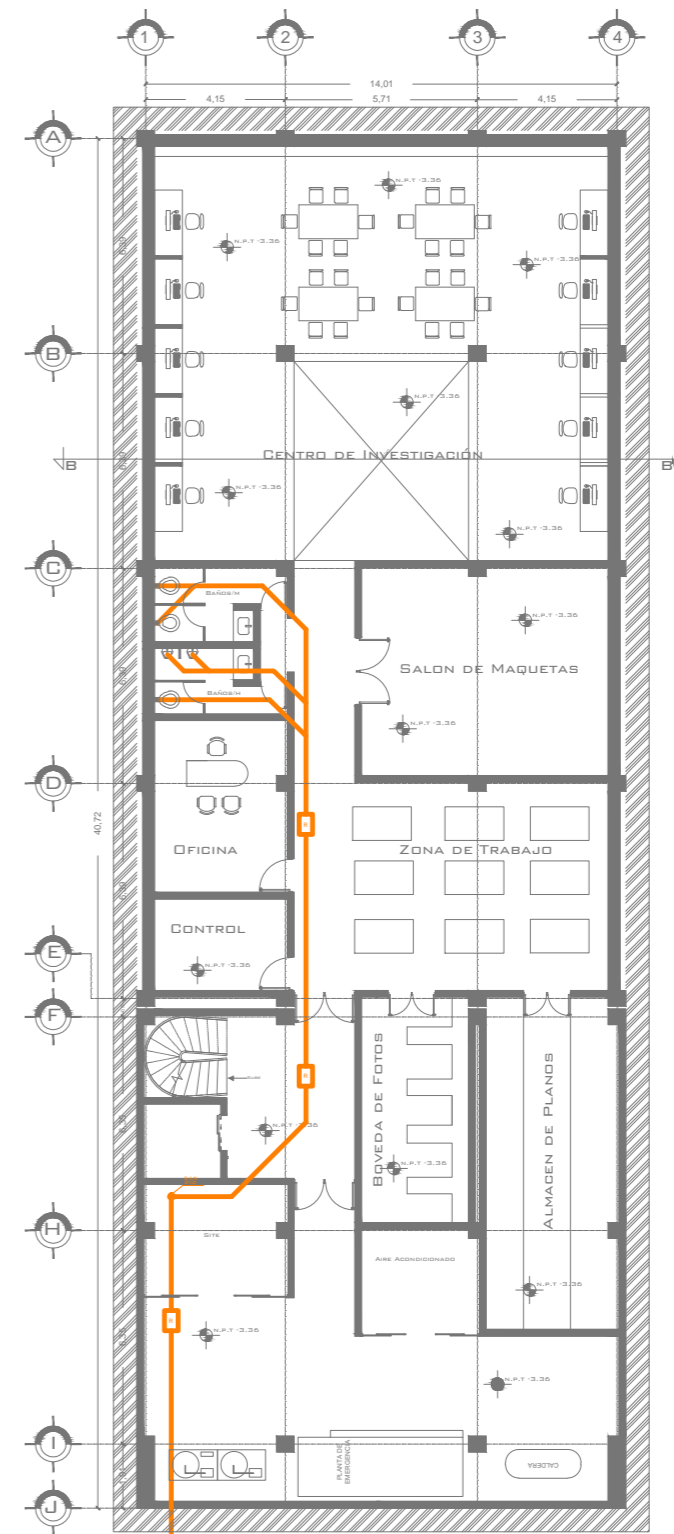 1 2 3 4
14,01
4,15 5,71 4,15
A
N.P.T -3.36
N.P.T -3.36
N.P.T -3.36
B
N.P.T -3.36
CENTRO DE INVESTIGACIÓN
B B'
N.P.T -3.36
N.P.T -3.36
C
BAÑOS/M
N.P.T -3.36
SALON DE MAQUETAS
BAÑOS/H
N.P.T -3.36
D
40,72
OFICINA
ZONA DE TRABAJO
CONTROL
E
N.P.T -3.36
F
BOVEDA DE FOTOS
ALMACEN DE PLANOS
N.P.T -3.36
N.P.T -3.36
H
SITE
AIRE ACONDICIONADO
N.P.T -3.36
6,35
N.P.T -3.36
N.P.T -3.36
I
PLANTA DE
EMERGENCIA
CALDERA
J